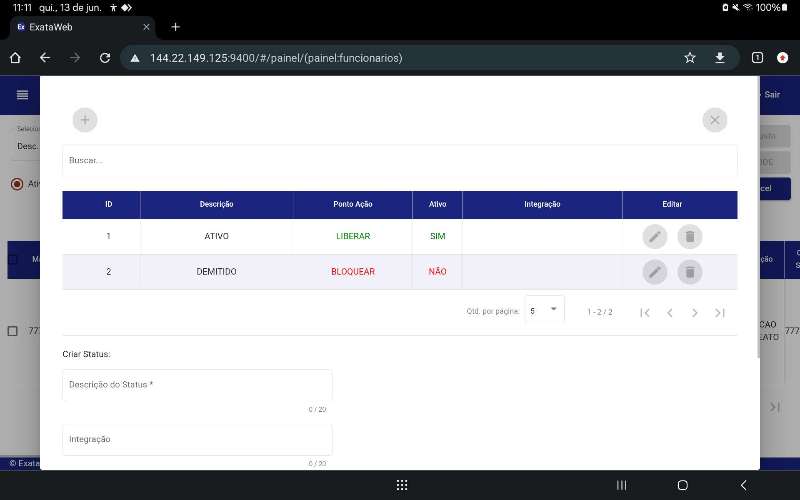 11:11 qui., 13 de jun.
100%
ExataWeb
144.22.149.125:9400/#/painel/(painel:funcionarios)
1
Sair
Desc.
Buscar...
ID Descrição Ponto Ação Ativo Integração Editar
1 ATIVO LIBERAR SIM
2 DEMITIDO BLOQUEAR NÃO
Qtd. por página: 5 1 - 2 / 2
Criar Status:
Descrição do Status *
0 / 20
Integração
0 / 20
© Exata